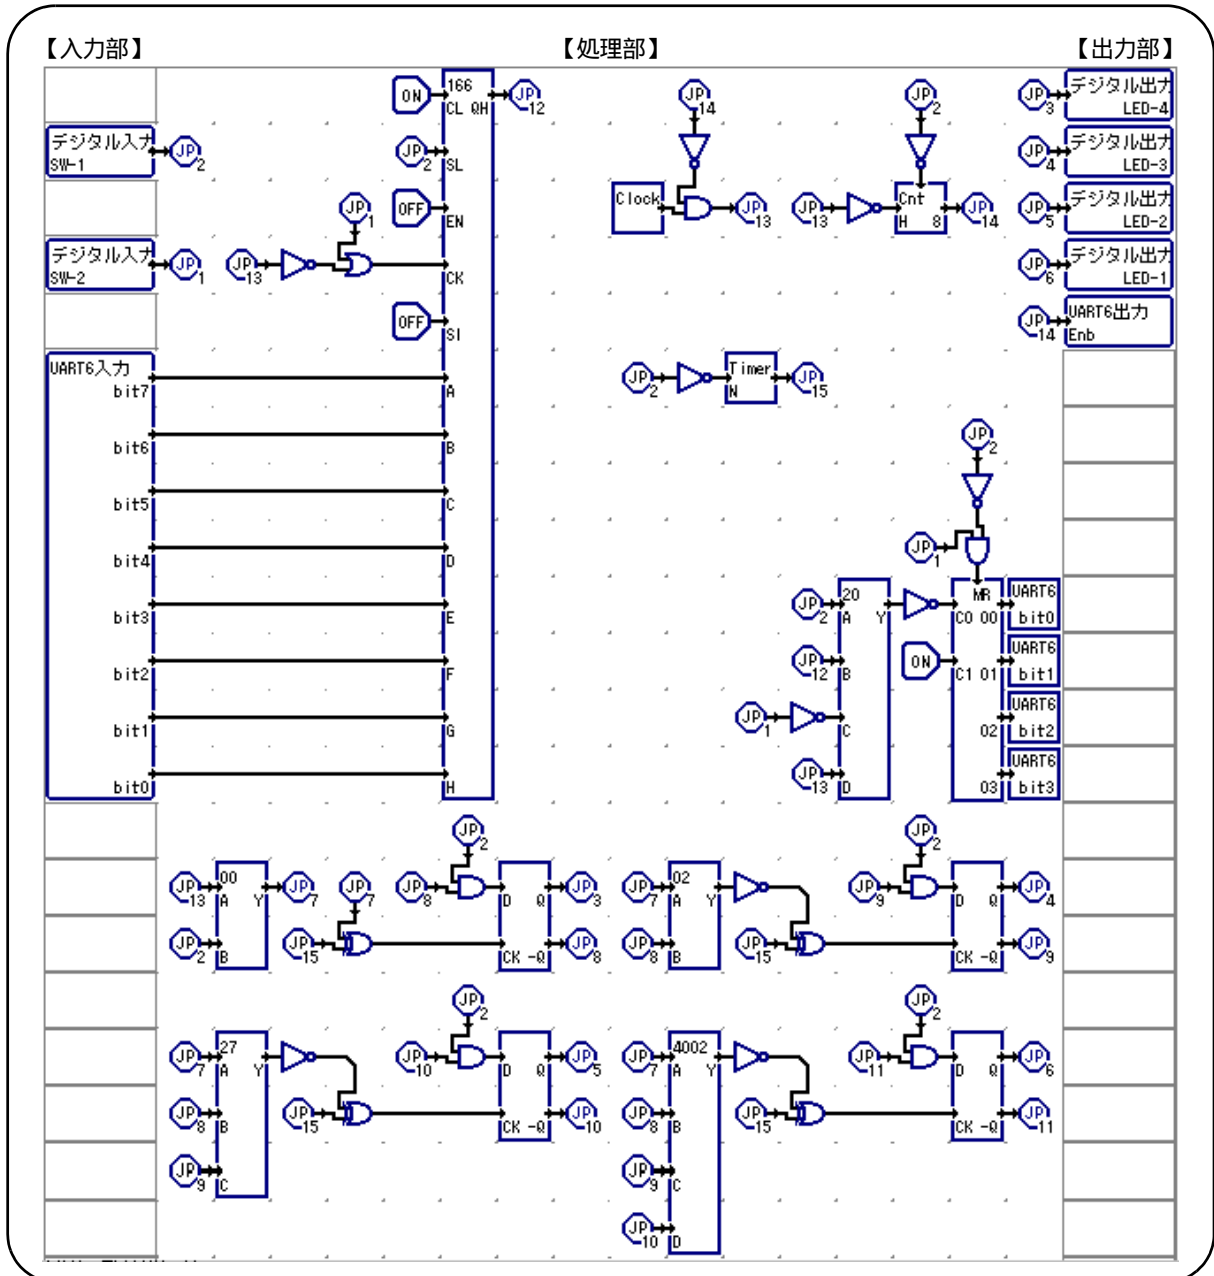 【入力部】 【処理部】 【出力部】
ON 166 JP 12 JP 14 JP 2 JP 3 デジタル出力
CL QH LED-4
デジタル入力 JP 2 JP 2 SL JP 4 デジタル出力
SW-1 LED-3
JP 1 OFF EN Clock JP 13 JP 13 Cnt JP 14 JP 5 デジタル出力
H 8 LED-2
デジタル入力 JP 1 JP 13 CK JP 6 デジタル出力
SW-2 LED-1
OFF SI JP 14 UART6出力
Enb
UART6入力 JP 2 Timer JP 15
bit7 A N
bit6 B JP 2
bit5 C
bit4 D JP 1
bit3 E JP 2 20 A Y MR C0 O0 UART6 bit0
bit2 F JP 12 B ON C1 O1 UART6 bit1
bit1 G JP 1 C O2 UART6 bit2
bit0 H JP 13 D O3 UART6 bit3
JP 2 JP 2
JP 13 00 A Y JP 7 JP 7 JP 8 D Q JP 3 JP 7 02 A Y JP 9 D Q JP 4
JP 2 B JP 15 CK -Q JP 8 JP 8 B JP 15 CK -Q JP 9
JP 2 JP 2
JP 7 27 A Y JP 10 D Q JP 5 JP 7 4002 A Y JP 11 D Q JP 6
JP 8 B JP 15 CK -Q JP 10 JP 8 B JP 15 CK -Q JP 11
JP 9 C JP 9 C
JP 10 D